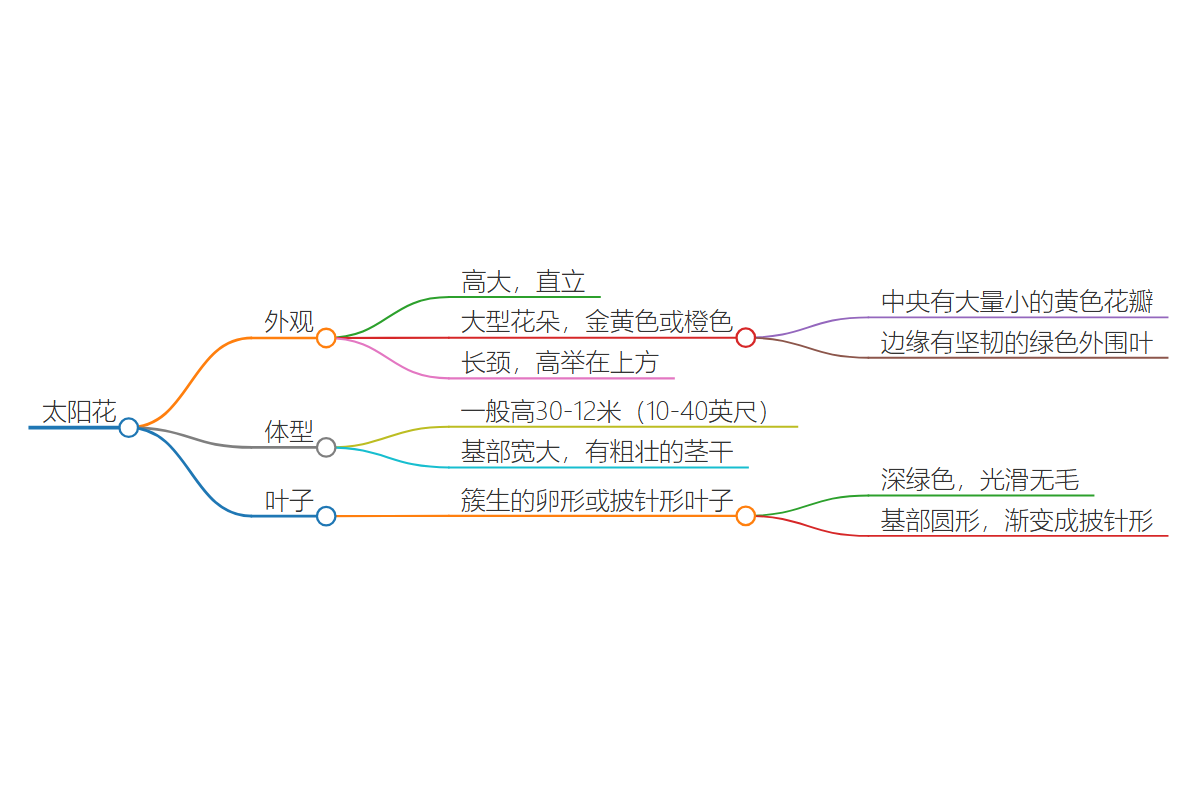 太阳花
外观
高大，直立
大型花朵，金黄色或橙色
中央有大量小的黄色花瓣
边缘有坚韧的绿色外围叶
长颈，高举在上方
体型
一般高30-12米（10-40英尺）
基部宽大，有粗壮的茎干
叶子
簇生的卵形或披针形叶子
深绿色，光滑无毛
基部圆形，渐变成披针形